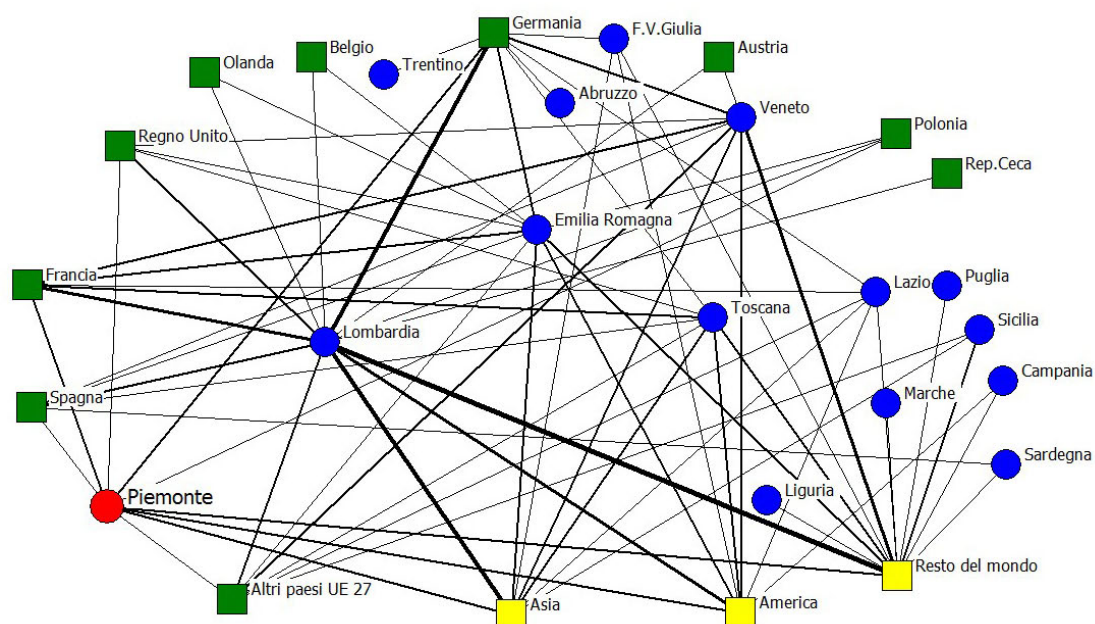 Germania
F.V.Giulia
Belgio
Austria
Olanda
Trentino
Abruzzo
Veneto
Polonia
Regno Unito
Rep.Ceca
Emilia Romagna
Francia
Lazio
Puglia
Toscana
Sicilia
Lombardia
Campania
Spagna
Marche
Sardegna
Piemonte
Liguria
Resto del mondo
Altri paesi UE 27
Asia
America